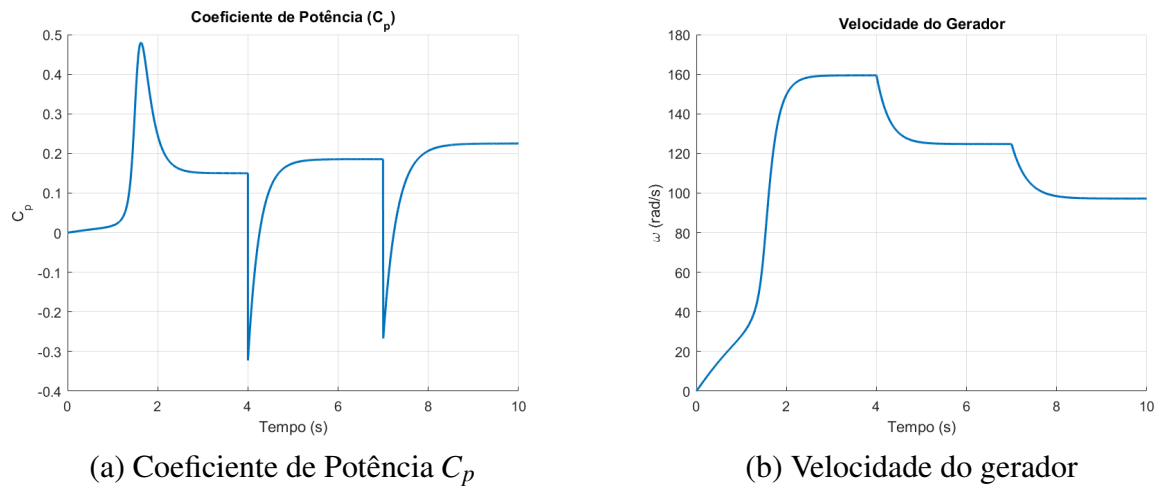 Coeficiente de Potência (Cp)
0.5
0.4
0.3
0.2
0.1
0
-0.1
-0.2
-0.3
-0.4
Cp
0 2 4 6 8 10
Tempo (s)
(a) Coeficiente de Potência Cp
Velocidade do Gerador
180
160
140
120
100
80
60
40
20
0
ω (rad/s)
0 2 4 6 8 10
Tempo (s)
(b) Velocidade do gerador